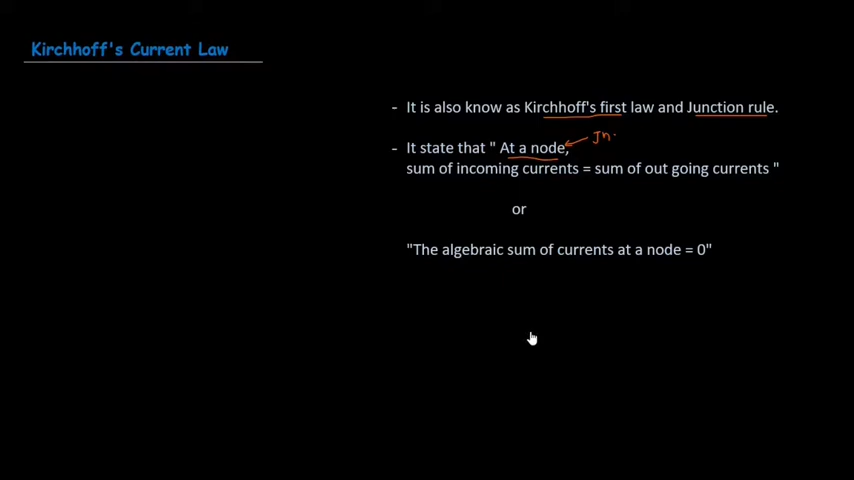 Kirchhoff's Current Law
- It is also know as Kirchhoff's first law and Junction rule.
Jn.
- It state that " At a node,
sum of incoming currents = sum of out going currents "
or
"The algebraic sum of currents at a node = 0"